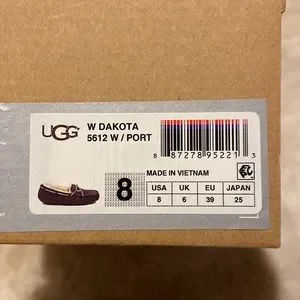 UGG
W DAKOTA
5612 W / PORT
8 87278 95221 3
MADE IN VIETNAM
8
USA UK EU JAPAN
8 6 39 25